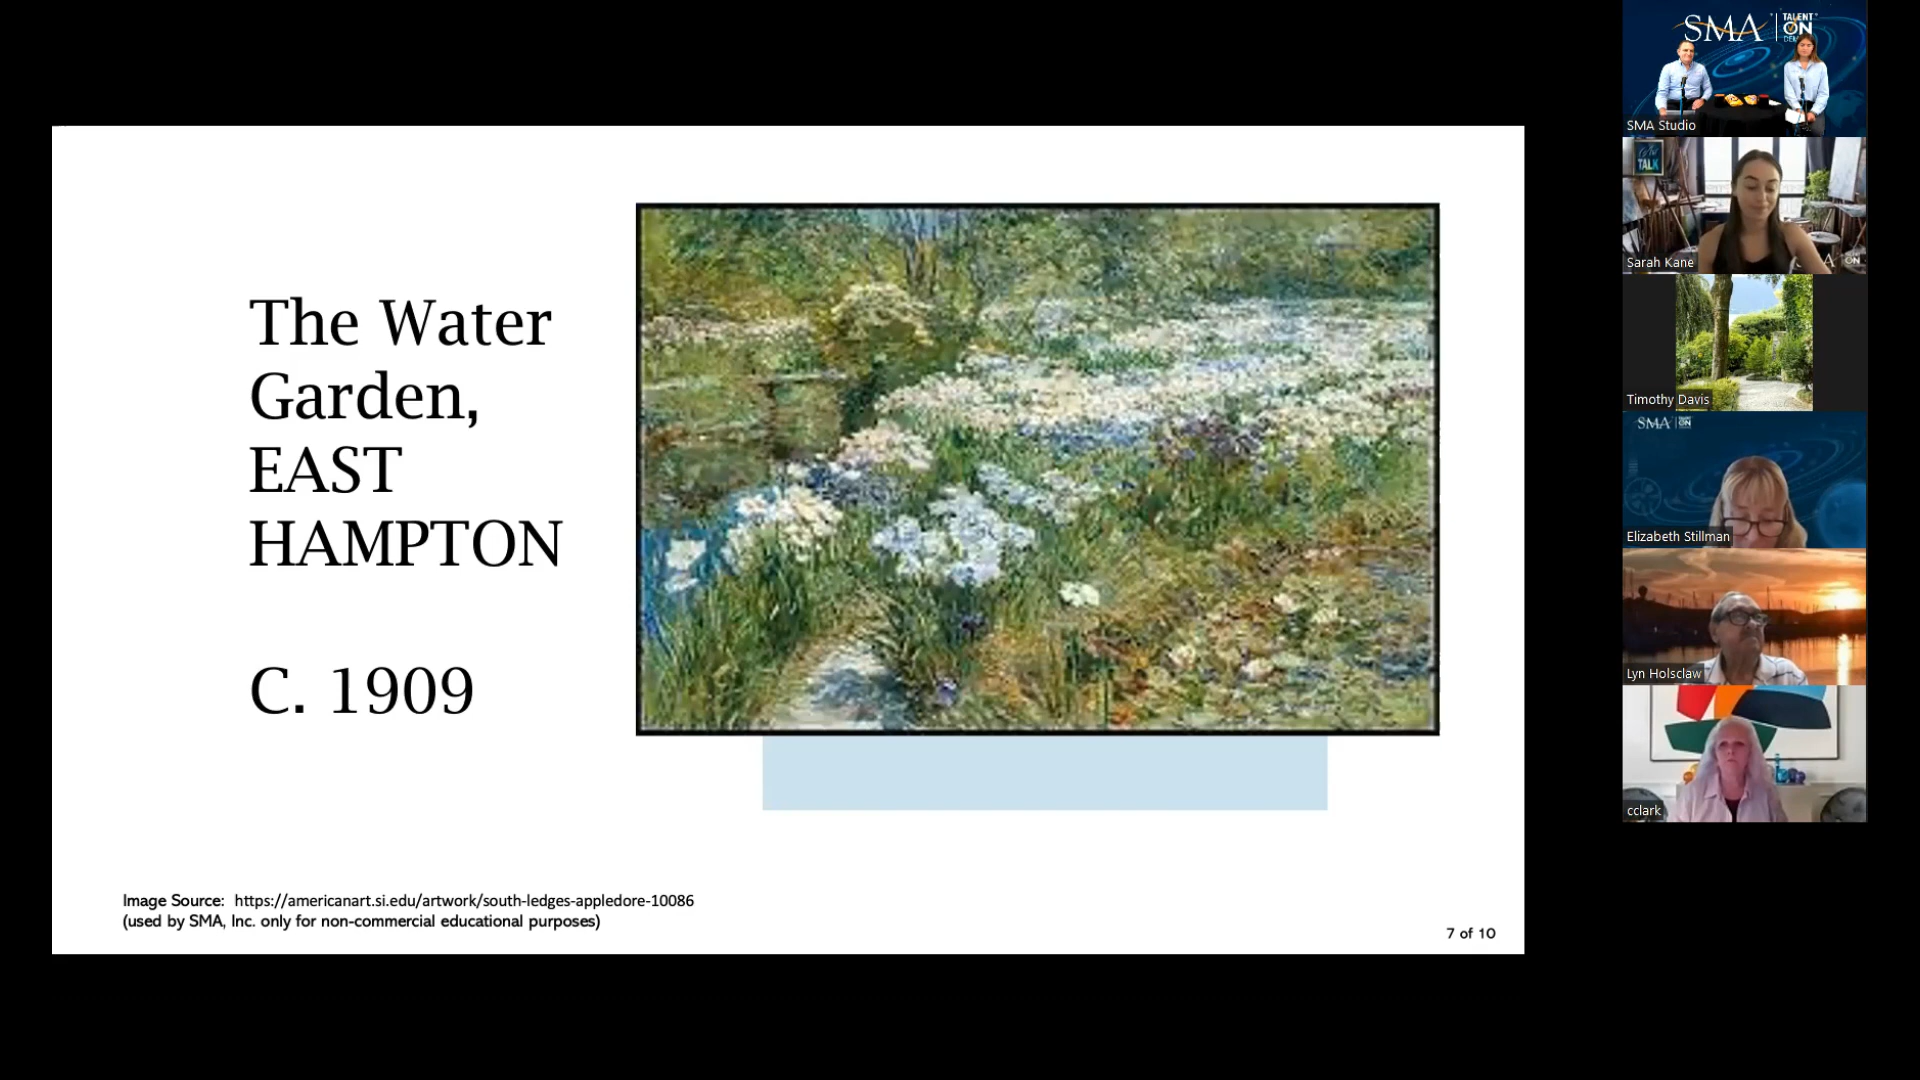 The Water
Garden,
EAST
HAMPTON
C. 1909
Image Source: https://americanart.si.edu/artwork/south-ledges-appledore-10086
(used by SMA, Inc. only for non-commercial educational purposes)
7 of 10
SMA TALENT
ON
SMA Studio
TALK
ON
Sarah Kane
Timothy Davis
SMA
Elizabeth Stillman
Lyn Holsclaw
cclark